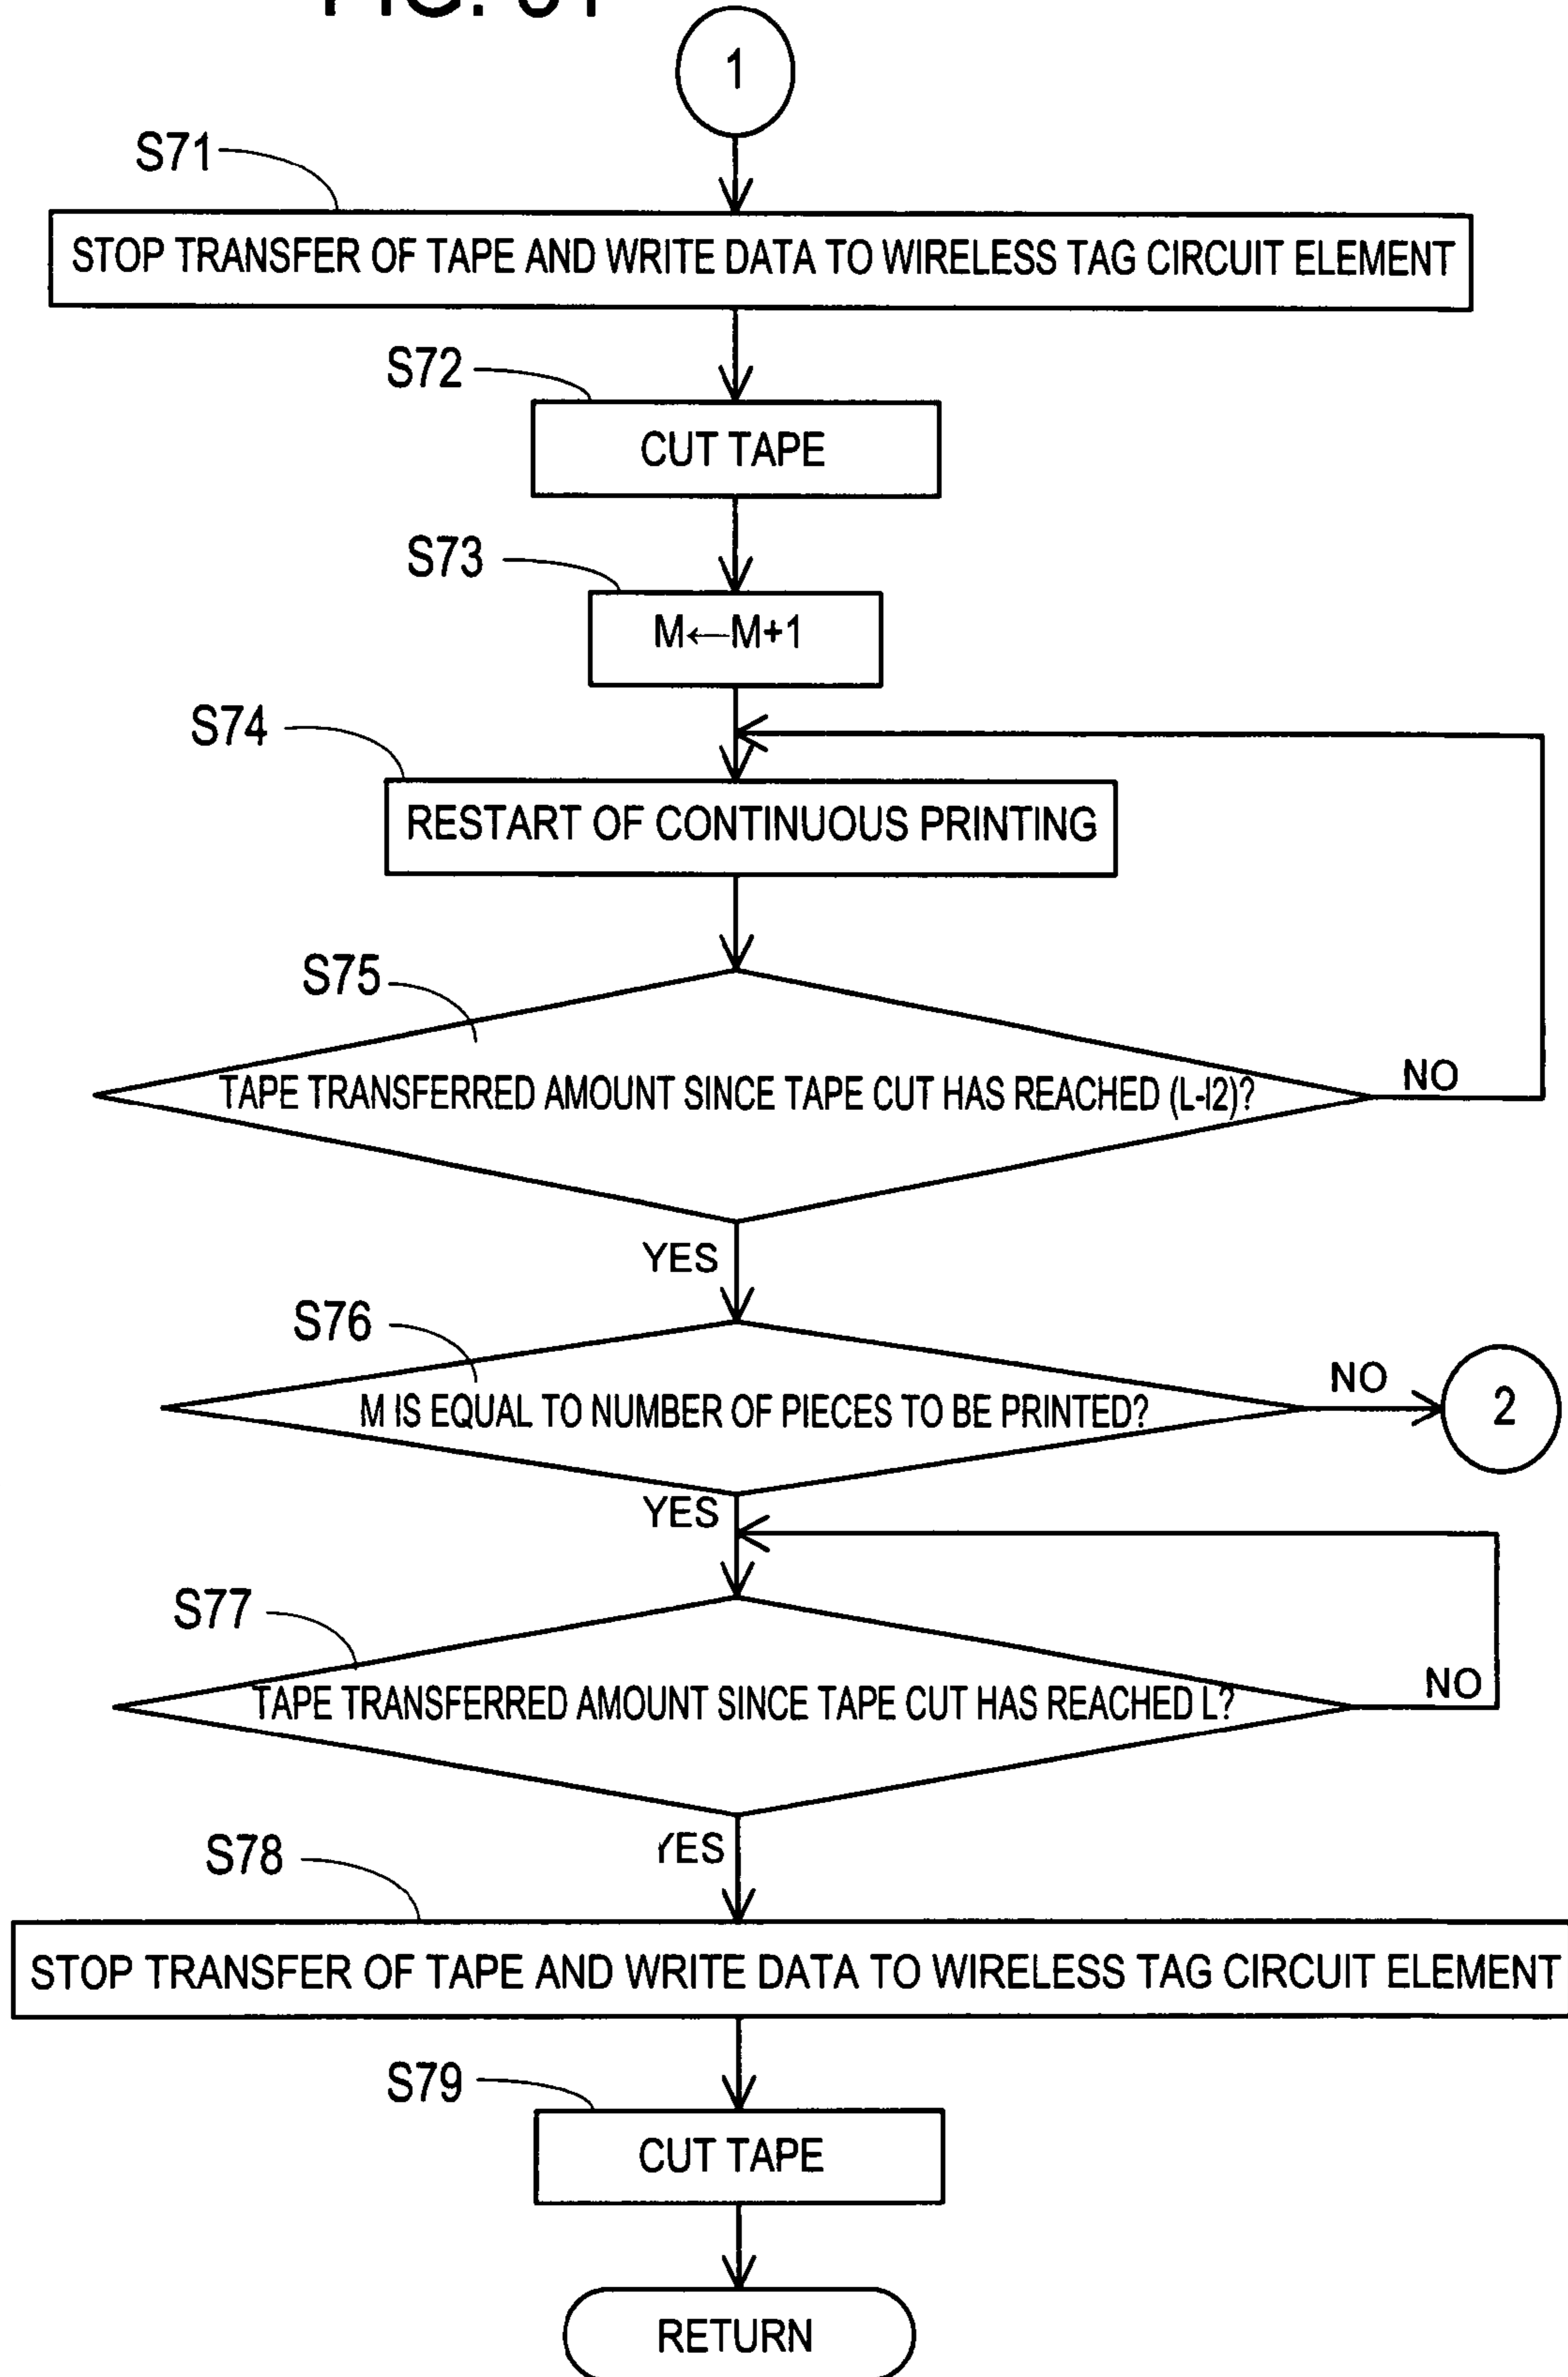 1
S71
STOP TRANSFER OF TAPE AND WRITE DATA TO WIRELESS TAG CIRCUIT ELEMENT
S72
CUT TAPE
S73
M←M+1
S74
RESTART OF CONTINUOUS PRINTING
S75
TAPE TRANSFERRED AMOUNT SINCE TAPE CUT HAS REACHED (L-l2)?
NO
YES
S76
M IS EQUAL TO NUMBER OF PIECES TO BE PRINTED?
NO
2
YES
S77
TAPE TRANSFERRED AMOUNT SINCE TAPE CUT HAS REACHED L?
NO
YES
S78
STOP TRANSFER OF TAPE AND WRITE DATA TO WIRELESS TAG CIRCUIT ELEMENT
S79
CUT TAPE
RETURN